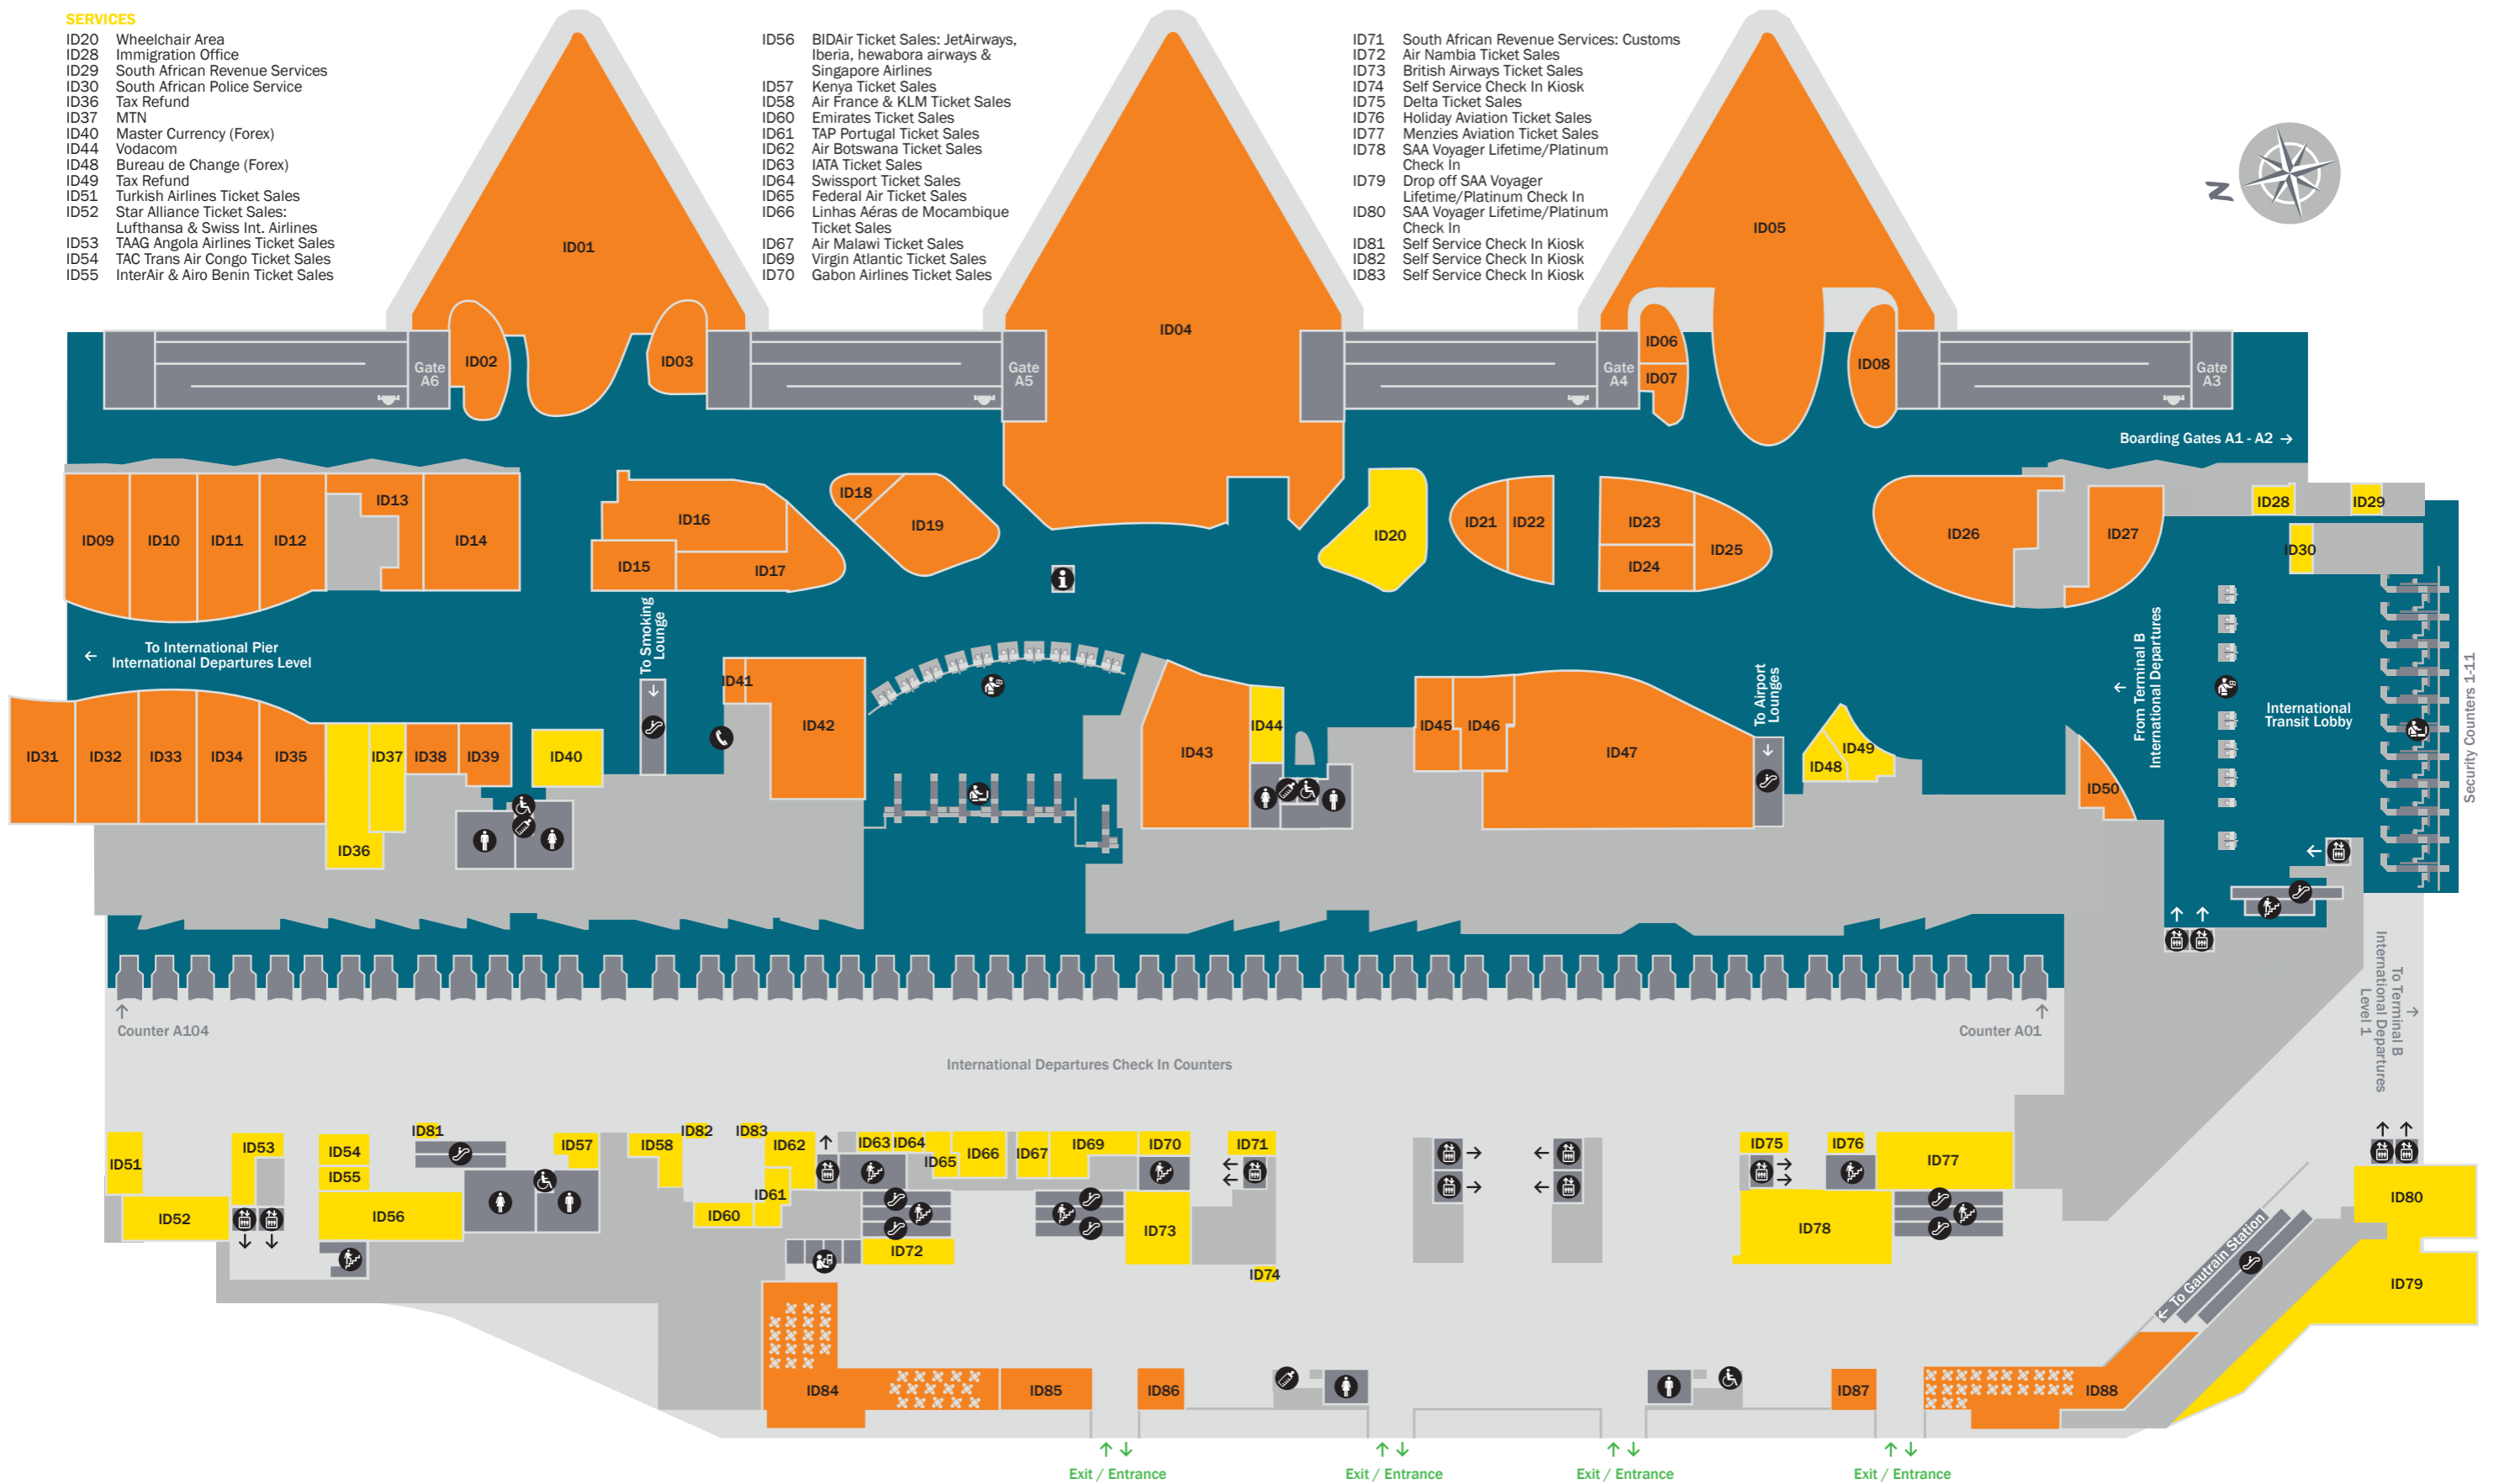 SERVICES
ID20 Wheelchair Area
ID28 Immigration Office
ID29 South African Revenue Services
ID30 South African Police Service
ID36 Tax Refund
ID37 MTN
ID40 Master Currency (Forex)
ID44 Vodacom
ID48 Bureau de Change (Forex)
ID49 Tax Refund
ID51 Turkish Airlines Ticket Sales
ID52 Star Alliance Ticket Sales:
Lufthansa & Swiss Int. Airlines
ID53 TAAG Angola Airlines Ticket Sales
ID54 TAC Trans Air Congo Ticket Sales
ID55 InterAir & Airo Benin Ticket Sales
ID56 BIDAir Ticket Sales: JetAirways,
Iberia, hewabora airways &
Singapore Airlines
ID57 Kenya Ticket Sales
ID58 Air France & KLM Ticket Sales
ID60 Emirates Ticket Sales
ID61 TAP Portugal Ticket Sales
ID62 Air Botswana Ticket Sales
ID63 IATA Ticket Sales
ID64 Swissport Ticket Sales
ID65 Federal Air Ticket Sales
ID66 Linhas Aéras de Mocambique
Ticket Sales
ID67 Air Malawi Ticket Sales
ID69 Virgin Atlantic Ticket Sales
ID70 Gabon Airlines Ticket Sales
ID71 South African Revenue Services: Customs
ID72 Air Nambia Ticket Sales
ID73 British Airways Ticket Sales
ID74 Self Service Check In Kiosk
ID75 Delta Ticket Sales
ID76 Holiday Aviation Ticket Sales
ID77 Menzies Aviation Ticket Sales
ID78 SAA Voyager Lifetime/Platinum
Check In
ID79 Drop off SAA Voyager
Lifetime/Platinum Check In
ID80 SAA Voyager Lifetime/Platinum
Check In
ID81 Self Service Check In Kiosk
ID82 Self Service Check In Kiosk
ID83 Self Service Check In Kiosk
N
ID01
ID04
ID05
Gate
A6
ID02
ID03
Gate
A5
Gate
A4
ID06
ID07
ID08
Gate
A3
Boarding Gates A1 - A2 →
ID09
ID10
ID11
ID12
ID13
ID14
ID15
ID16
ID17
ID18
ID19
ID20
ID21
ID22
ID23
ID24
ID25
ID26
ID27
ID28
ID29
ID30
← To International Pier
International Departures Level
To Smoking
Lounge
To Airport
Lounges
← From Terminal B
International Departures
International
Transit Lobby
Security Counters 1-11
ID31
ID32
ID33
ID34
ID35
ID36
ID37
ID38
ID39
ID40
ID41
ID42
ID43
ID44
ID45
ID46
ID47
ID48
ID49
ID50
↑
Counter A104
↑
Counter A01
International Departures Check In Counters
To Terminal B →
International Departures
Level 1
ID51
ID52
ID53
ID54
ID55
ID56
ID81
ID57
ID58
ID82
ID83
ID60
ID61
ID62
ID63
ID64
ID65
ID66
ID67
ID69
ID70
ID71
ID72
ID73
ID74
ID75
ID76
ID77
ID78
ID80
ID79
← To Gautrain Station
ID84
ID85
ID86
ID87
ID88
↑ ↓
Exit / Entrance
↑ ↓
Exit / Entrance
↑ ↓
Exit / Entrance
↑ ↓
Exit / Entrance